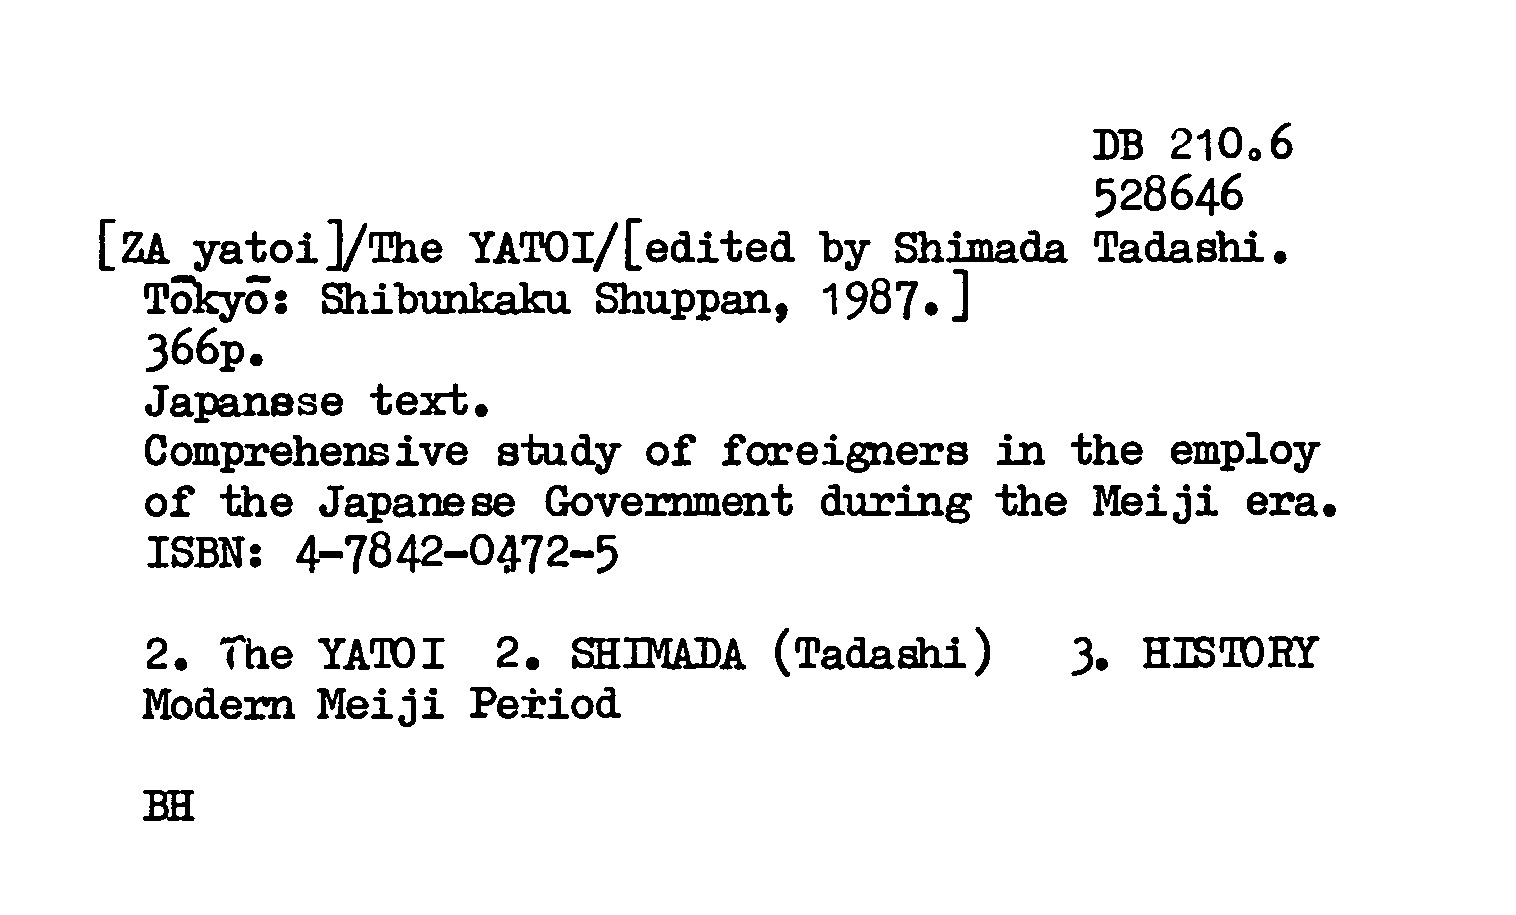 DB 210.6
528646
[ZA yatoi]/The YATOI/[edited by Shimada Tadashi.
Tōkyō: Shibunkaku Shuppan, 1987.]
366p.
Japanese text.
Comprehensive study of foreigners in the employ
of the Japanese Government during the Meiji era.
ISBN: 4-7842-0472-5
2. The YATOI 2. SHIMADA (Tadashi) 3. HISTORY
Modern Meiji Period
BH